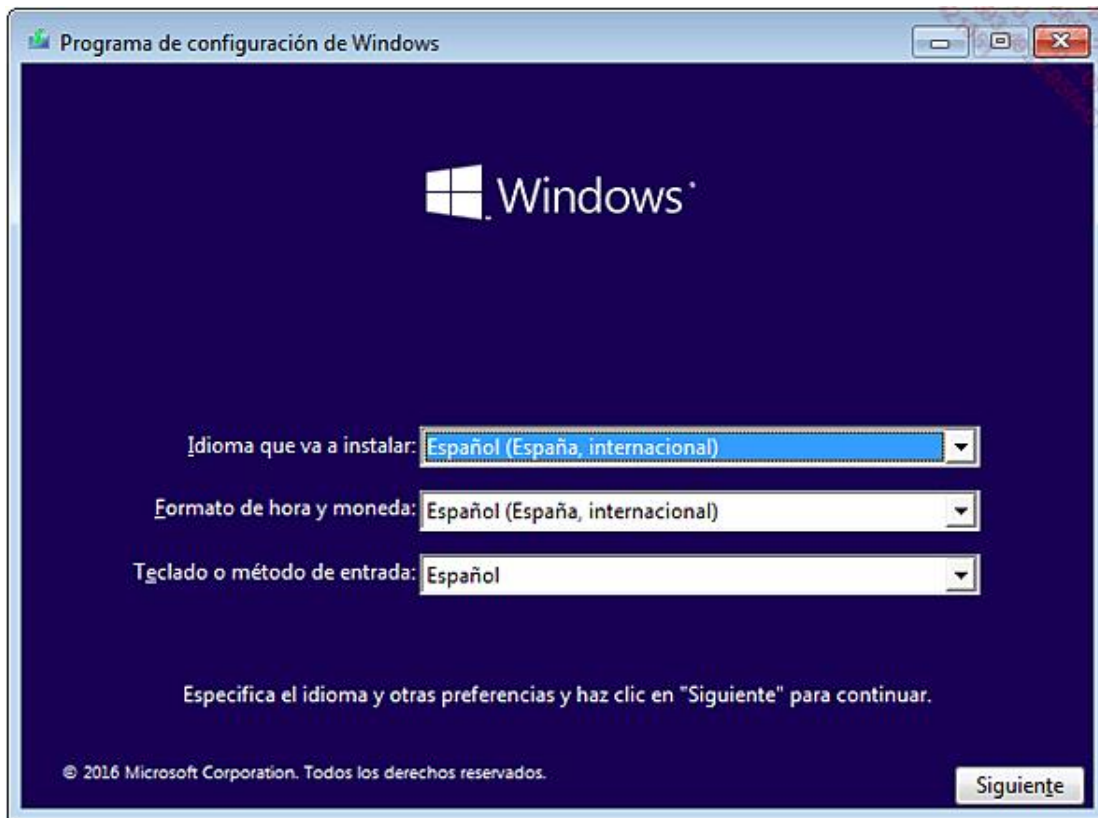 Programa de configuración de Windows
Windows
Idioma que va a instalar: Español (España, internacional)
Formato de hora y moneda: Español (España, internacional)
Teclado o método de entrada: Español
Especifica el idioma y otras preferencias y haz clic en "Siguiente" para continuar.
© 2016 Microsoft Corporation. Todos los derechos reservados.
Siguiente